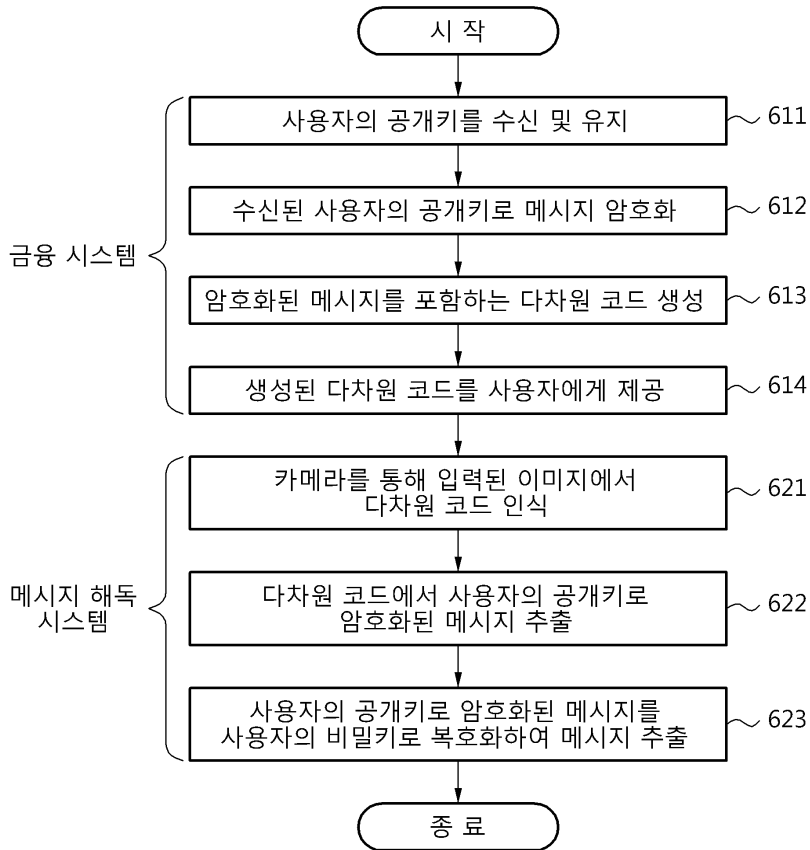 시 작
사용자의 공개키를 수신 및 유지
611
수신된 사용자의 공개키로 메시지 암호화
612
금융 시스템
암호화된 메시지를 포함하는 다차원 코드 생성
613
생성된 다차원 코드를 사용자에게 제공
614
카메라를 통해 입력된 이미지에서
다차원 코드 인식
621
메시지 해독
시스템
다차원 코드에서 사용자의 공개키로
암호화된 메시지 추출
622
사용자의 공개키로 암호화된 메시지를
사용자의 비밀키로 복호화하여 메시지 추출
623
종 료